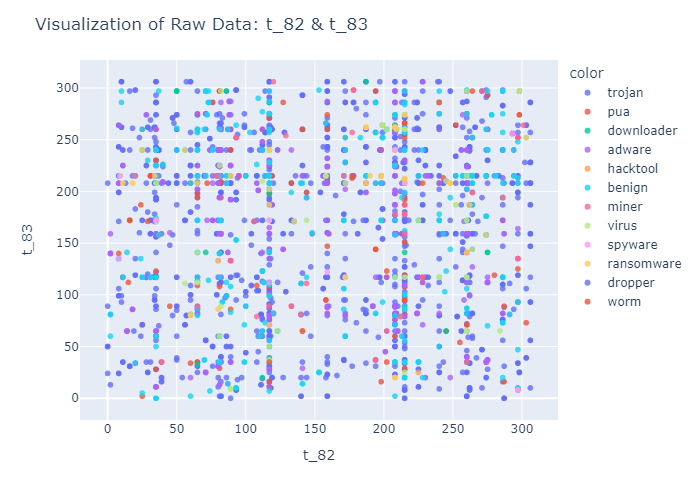 Visualization of Raw Data: t_82 & t_83
color
trojan
pua
downloader
adware
hacktool
benign
miner
virus
spyware
ransomware
dropper
worm
300
250
200
150
100
50
0
t_83
0 50 100 150 200 250 300
t_82